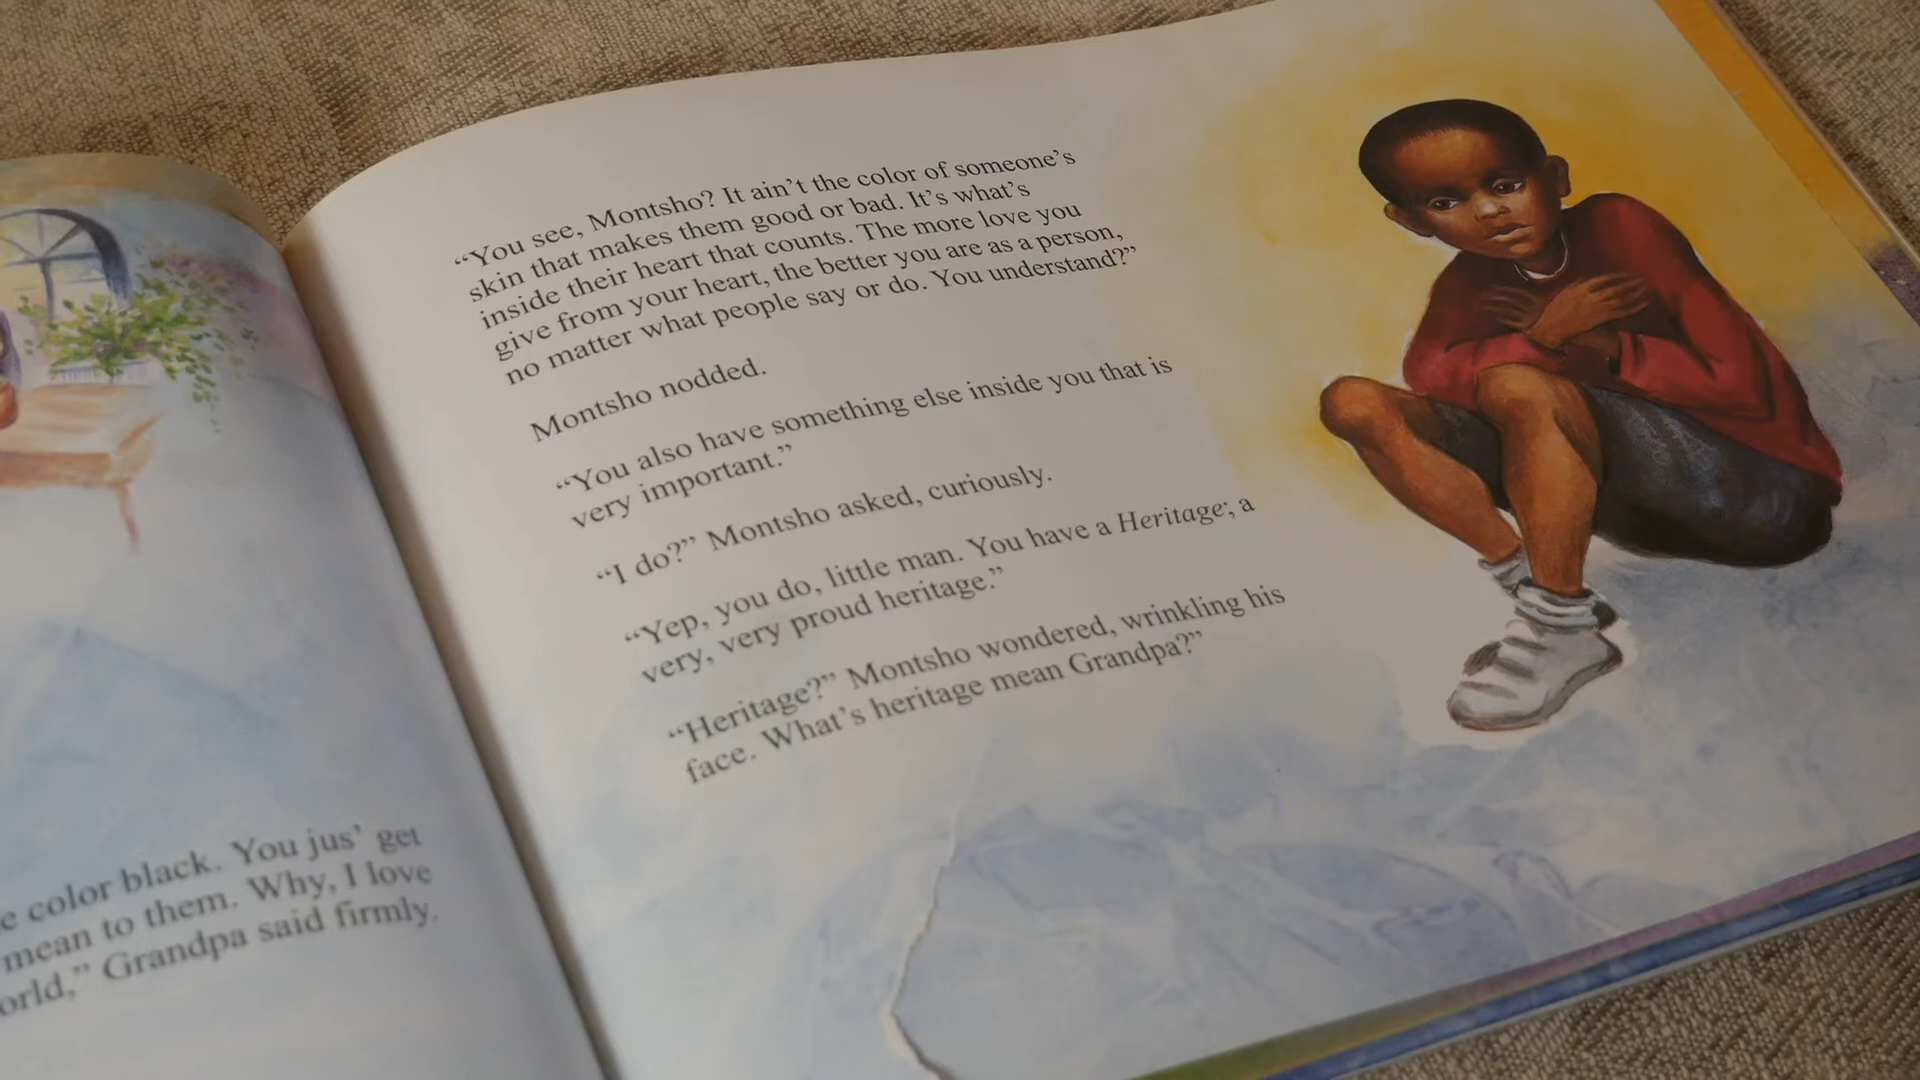 e color black. You jus' get
mean to them. Why, I love
orld," Grandpa said firmly.
"You see, Montsho? It ain't the color of someone's
skin that makes them good or bad. It's what's
inside their heart that counts. The more love you
give from your heart, the better you are as a person,
no matter what people say or do. You understand?"
Montsho nodded.
"You also have something else inside you that is
very important."
"I do?" Montsho asked, curiously.
"Yep, you do, little man. You have a Heritage; a
very, very proud heritage."
"Heritage?" Montsho wondered, wrinkling his
face. What's heritage mean Grandpa?"